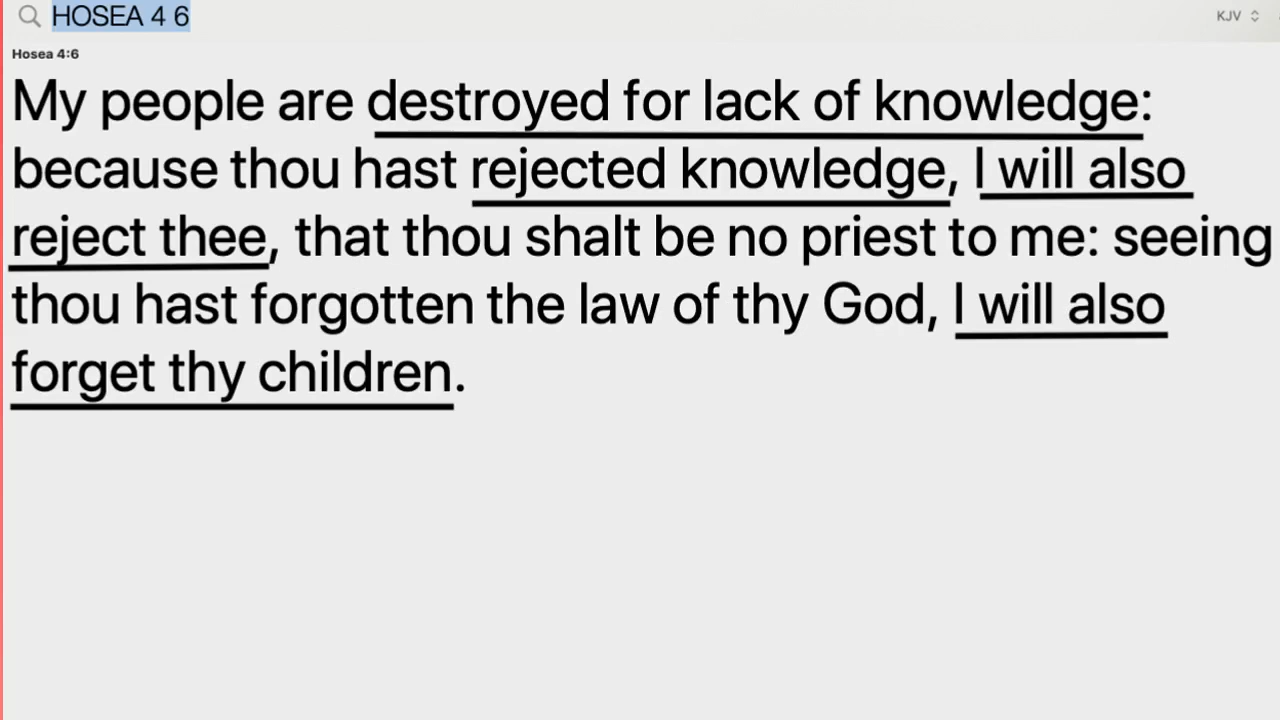 HOSEA 4 6
KJV
Hosea 4:6
My people are destroyed for lack of knowledge:
because thou hast rejected knowledge, I will also
reject thee, that thou shalt be no priest to me: seeing
thou hast forgotten the law of thy God, I will also
forget thy children.